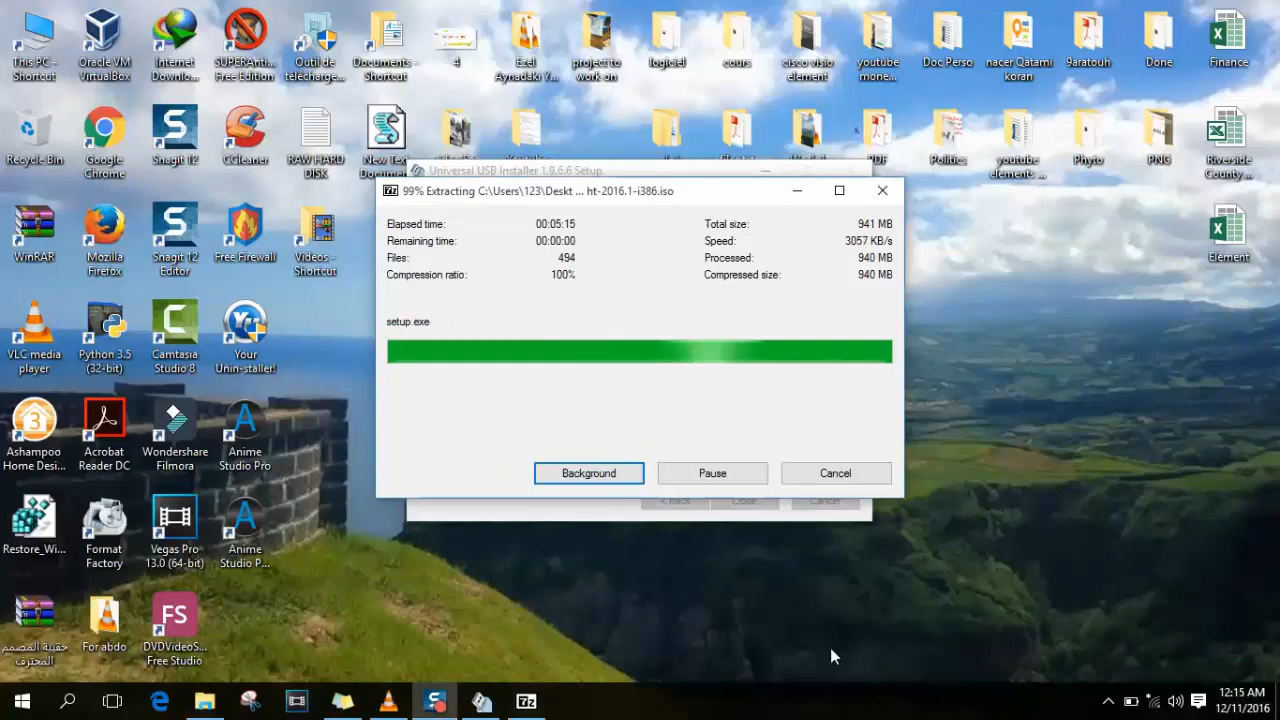 This PC -
Shortcut
Oracle VM
VirtualBox
Internet
Downlo...
SUPERAnti...
Free Edition
Outil de
télécharge...
Documents -
Shortcut
4
Ezel
Aynadaki Y...
project to
work on
logiciel
cours
cisco visio
element
youtube
mone...
Doc Perso
nacer Qatami
koran
9aratouh
Done
Finance
Recycle Bin
Google
Chrome
Snagit 12
CCleaner
RAW HARD
DISK
New Text
Docum
PDF
Politics
youtube
elements ...
Phyto
PNG
Riverside
County ...
Universal USB Installer 1.9.6.6 Setup
99% Extracting C:\Users\123\Deskt ... ht-2016.1-i386.iso
Elapsed time: 00:05:15 Total size: 941 MB
Remaining time: 00:00:00 Speed: 3057 KB/s
Files: 494 Processed: 940 MB
Compression ratio: 100% Compressed size: 940 MB
setup.exe
Background Pause Cancel
< Back Close Cancel
WinRAR
Mozilla
Firefox
Snagit 12
Editor
Free Firewall
Videos -
Shortcut
Element
VLC media
player
Python 3.5
(32-bit)
Camtasia
Studio 8
Your
Unin-staller!
Ashampoo
Home Desi...
Acrobat
Reader DC
Wondershare
Filmora
Anime
Studio Pro
Restore_Wi...
Format
Factory
Vegas Pro
13.0 (64-bit)
Anime
Studio P...
حقيبة المصمم
المحترف
For abdo
FS
DVDVideoS...
Free Studio
12:15 AM
12/11/2016